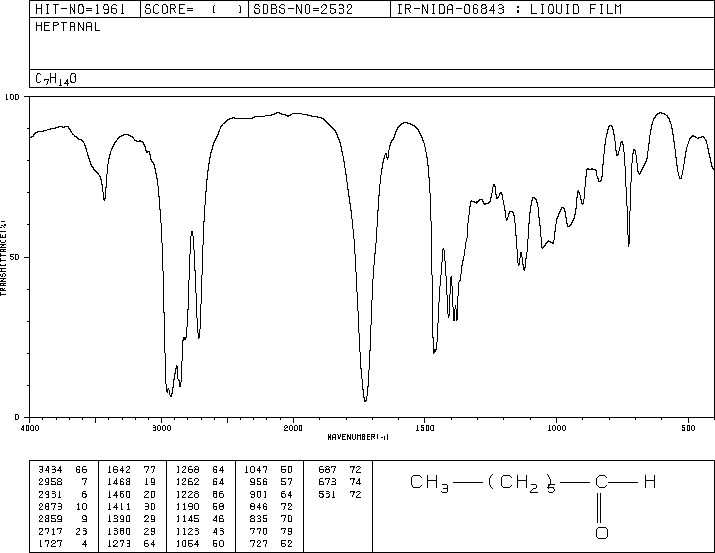 HIT-NO=1961 SCORE= ( ) SDBS-NO=2532 IR-NIDA-06843 : LIQUID FILM
HEPTANAL
C7H14O
100
50
0
TRANSMITTANCE(%)
4000 3000 2000 1500 1000 500
WAVENUMBER(-1)
3434 66 1642 77 1268 64 1047 50 687 72
2958 7 1468 19 1262 64 956 57 673 74
2931 6 1460 20 1228 86 901 64 531 72
2873 10 1411 30 1190 58 846 72
2859 9 1390 29 1145 46 835 70
2717 23 1380 29 1123 43 770 79
1727 4 1273 64 1054 50 727 52
CH3 — (CH2)5 — C — H
O